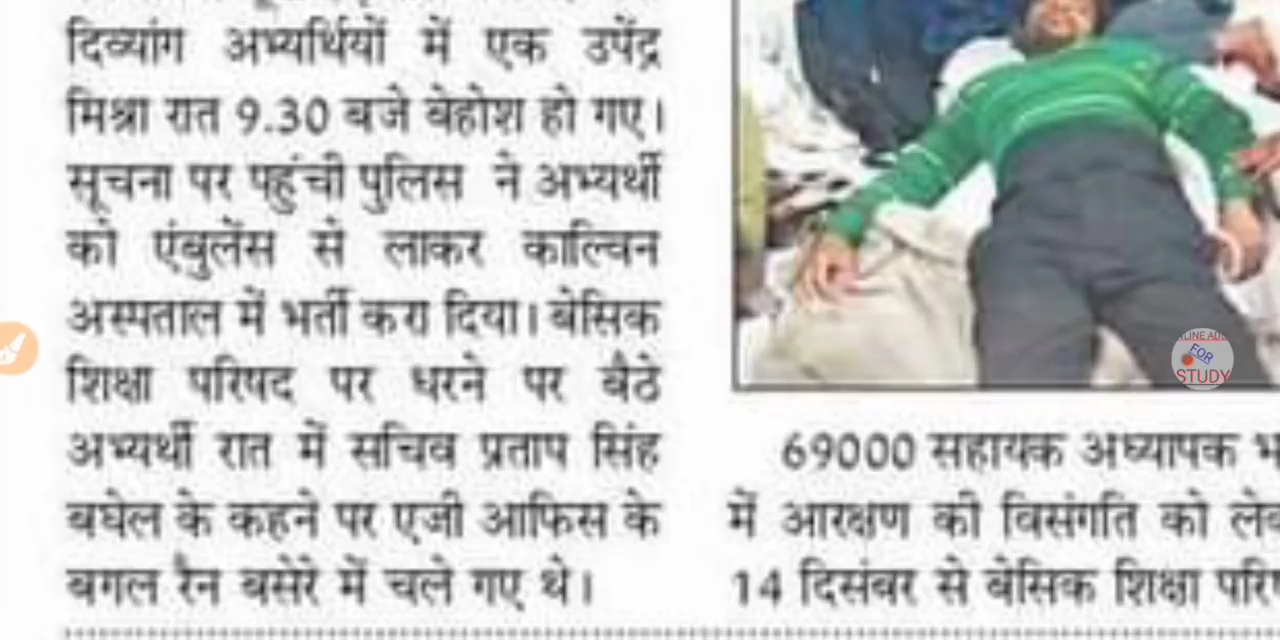 दिव्यांग अभ्यर्थियों में एक उपेंद्र
मिश्रा रात 9.30 बजे बेहोश हो गए।
सूचना पर पहुंची पुलिस ने अभ्यर्थी
को एंबुलेंस से लाकर काल्विन
अस्पताल में भर्ती करा दिया। बेसिक
शिक्षा परिषद पर धरने पर बैठे
अभ्यर्थी रात में सचिव प्रताप सिंह
बघेल के कहने पर एजी आफिस के
बगल रैन बसेरे में चले गए थे।
FOR
STUDY
69000 सहायक अध्यापक
में आरक्षण की विसंगति को
14 दिसंबर से बेसिक शिक्षा